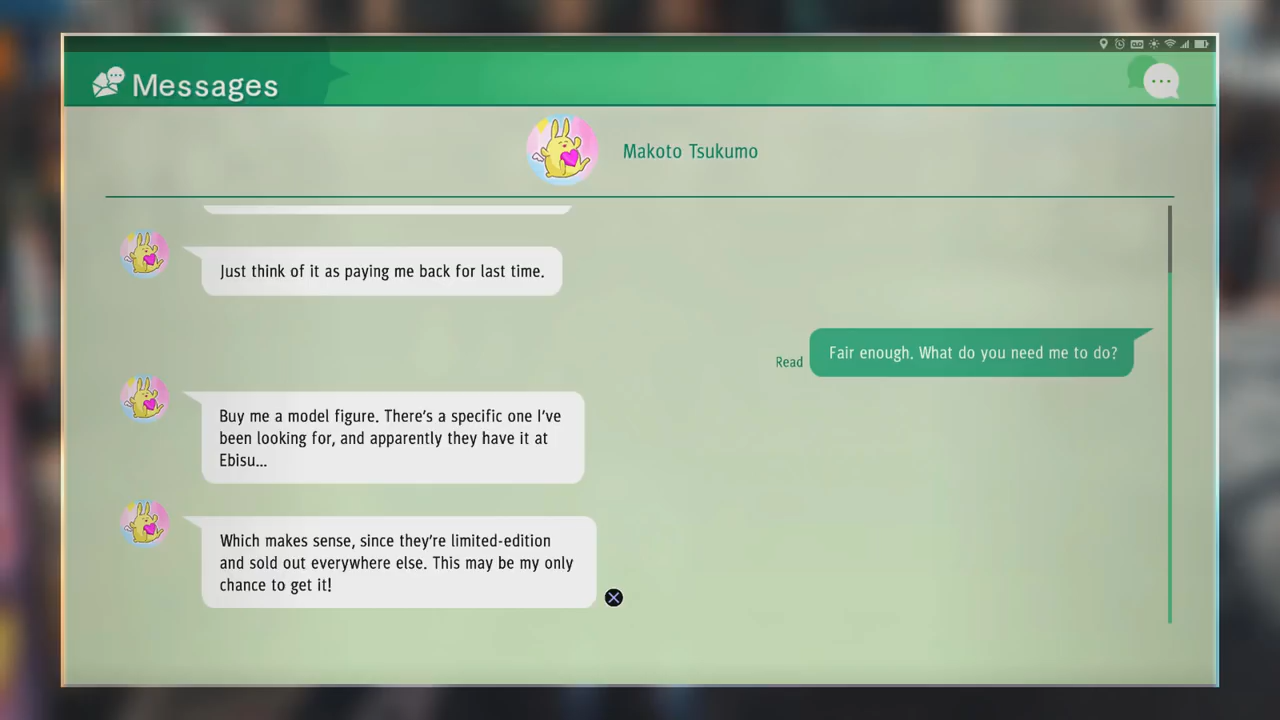 Messages
Makoto Tsukumo
Just think of it as paying me back for last time.
Fair enough. What do you need me to do?
Read
Buy me a model figure. There's a specific one I've
been looking for, and apparently they have it at
Ebisu...
Which makes sense, since they're limited-edition
and sold out everywhere else. This may be my only
chance to get it!